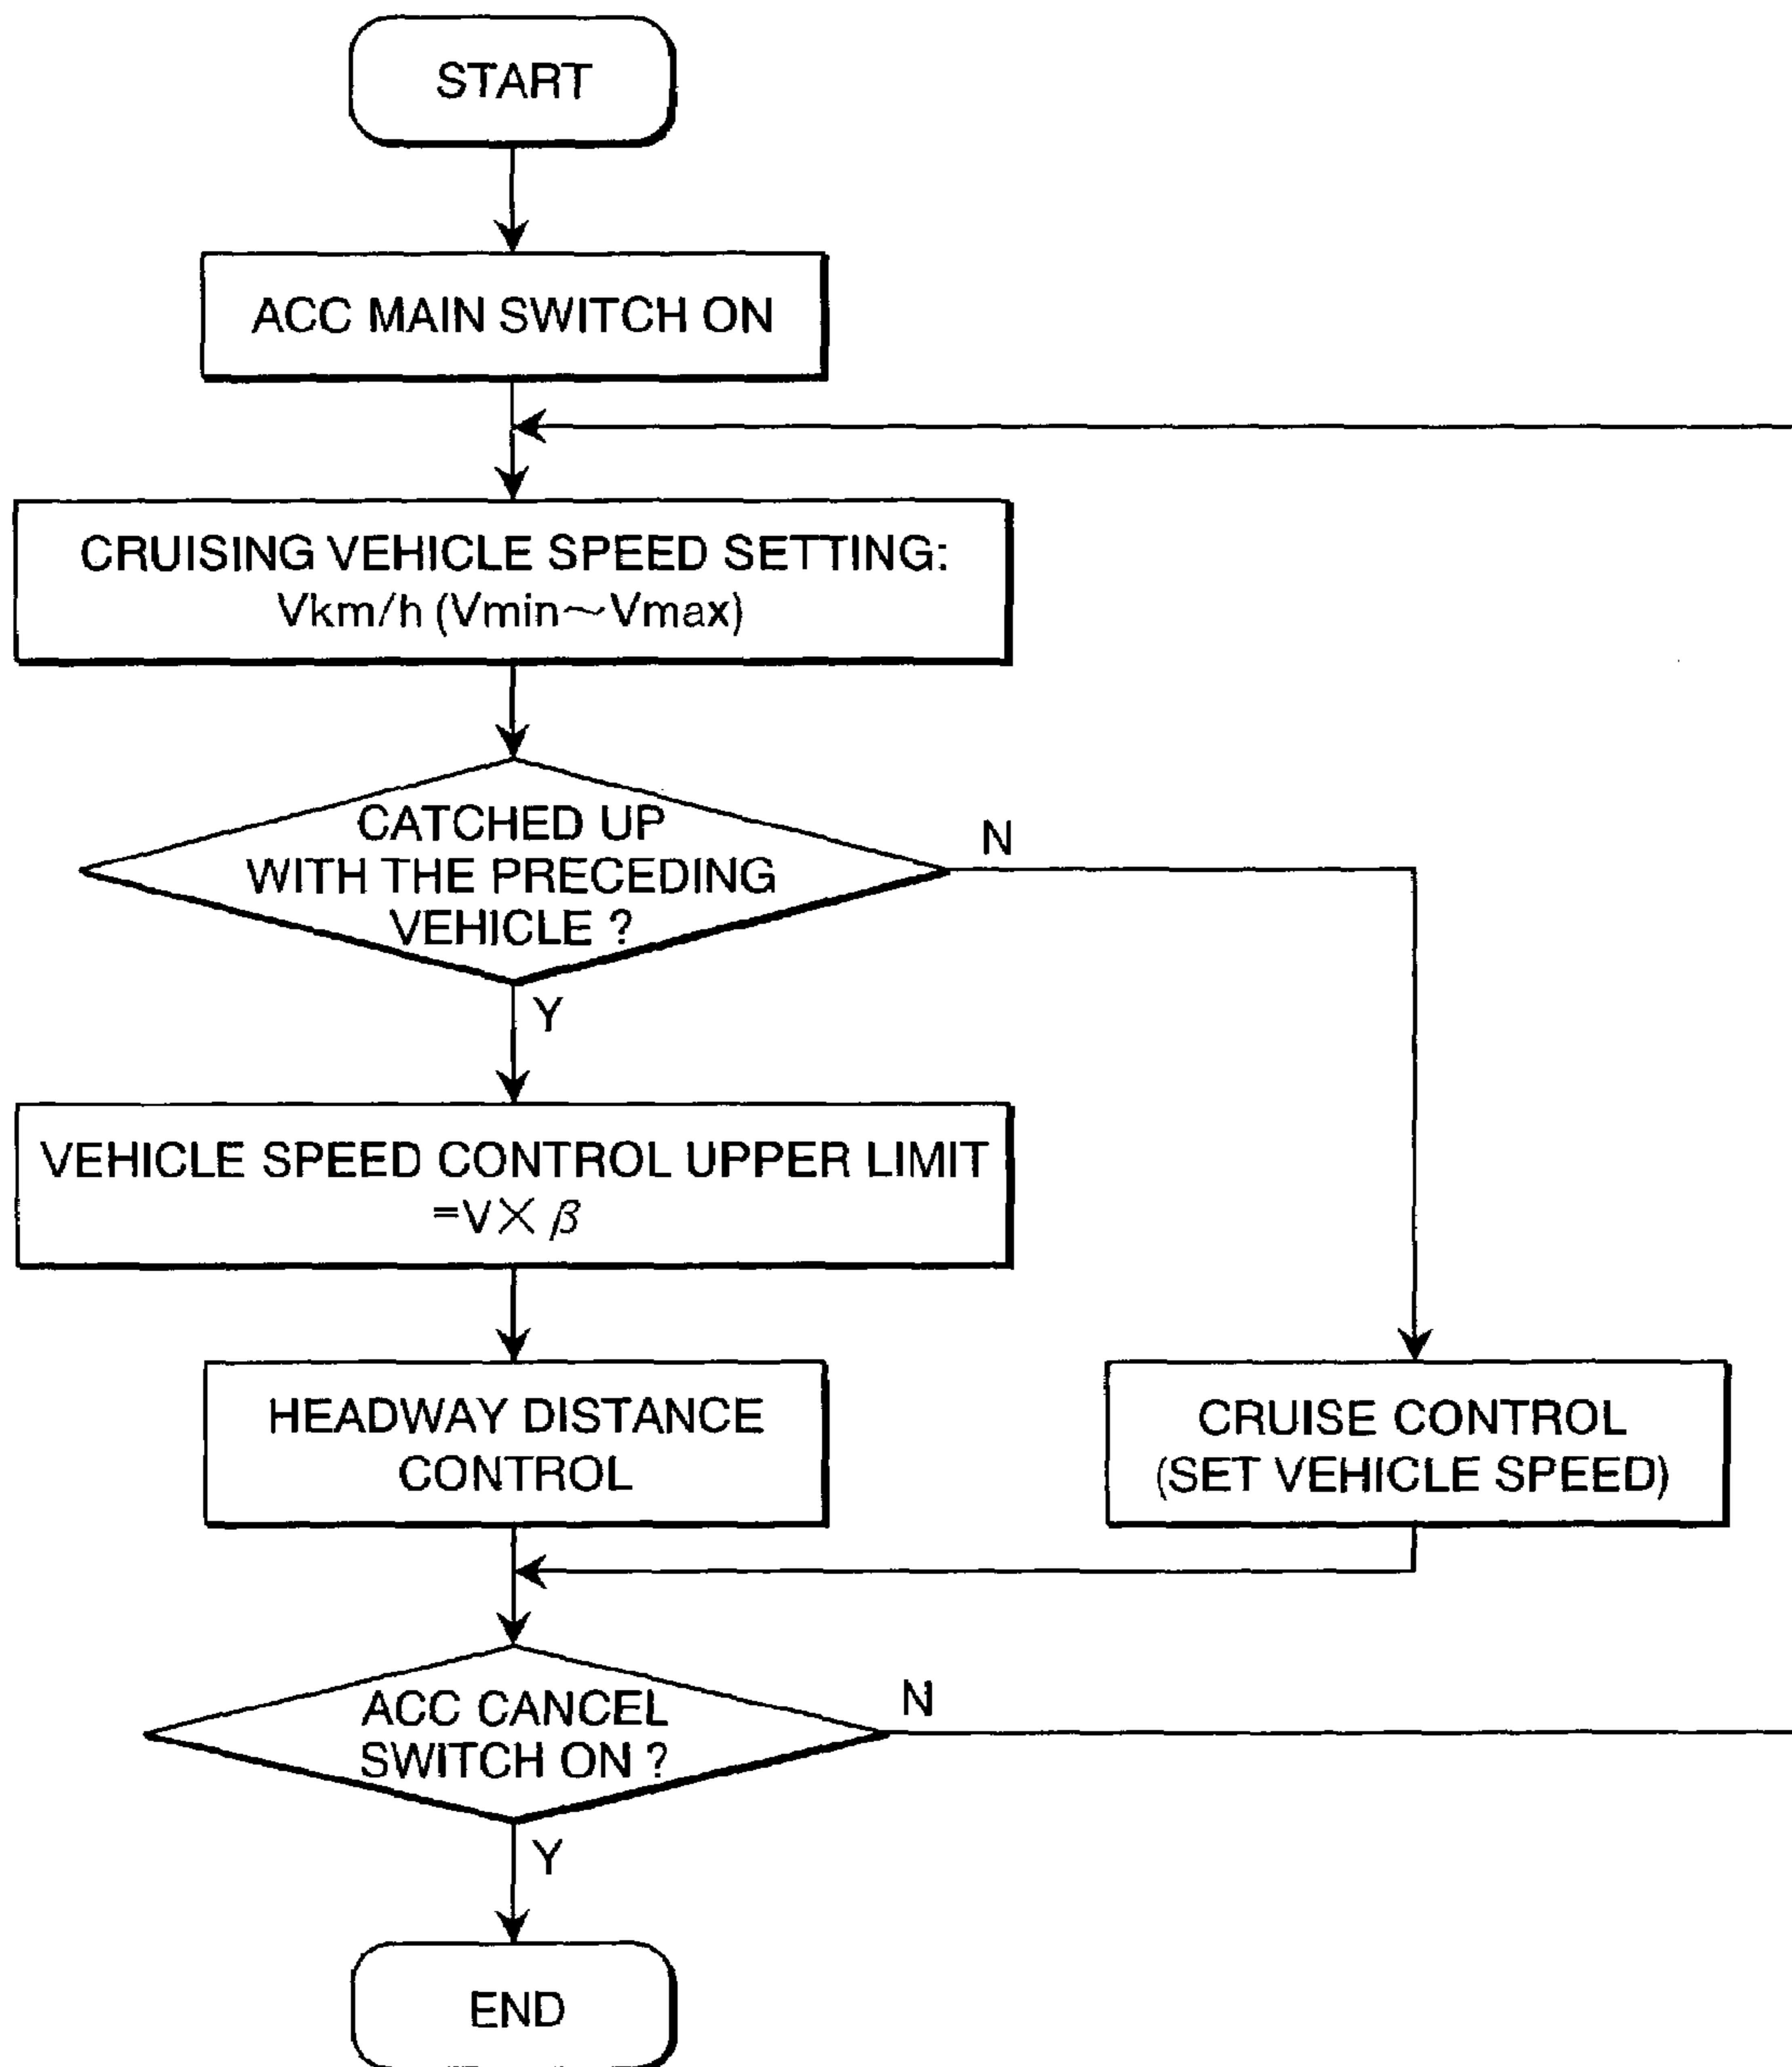 START
ACC MAIN SWITCH ON
CRUISING VEHICLE SPEED SETTING:
Vkm/h (Vmin～Vmax)
CATCHED UP
WITH THE PRECEDING
VEHICLE ?
N
Y
VEHICLE SPEED CONTROL UPPER LIMIT
=V× β
HEADWAY DISTANCE
CONTROL
CRUISE CONTROL
(SET VEHICLE SPEED)
ACC CANCEL
SWITCH ON ?
N
Y
END